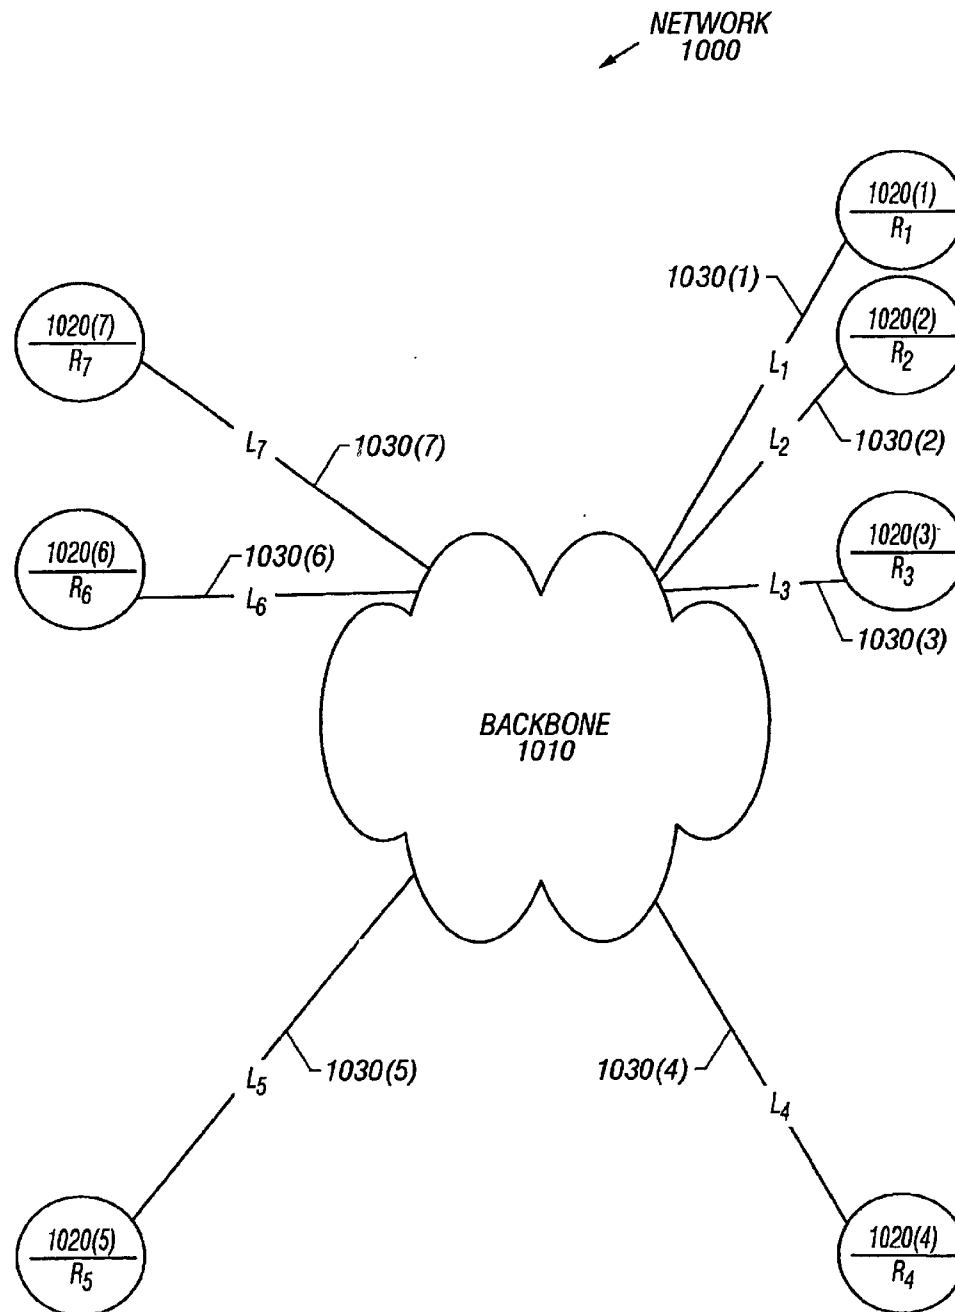 NETWORK
1000
1020(1)
R1
1030(1)
1020(2)
R2
L1
1020(7)
R7
L2
1030(2)
L7
1030(7)
1020(3)
R3
1020(6)
R6
1030(6)
L6
L3
1030(3)
BACKBONE
1010
1030(5)
1030(4)
L5
L4
1020(5)
R5
1020(4)
R4